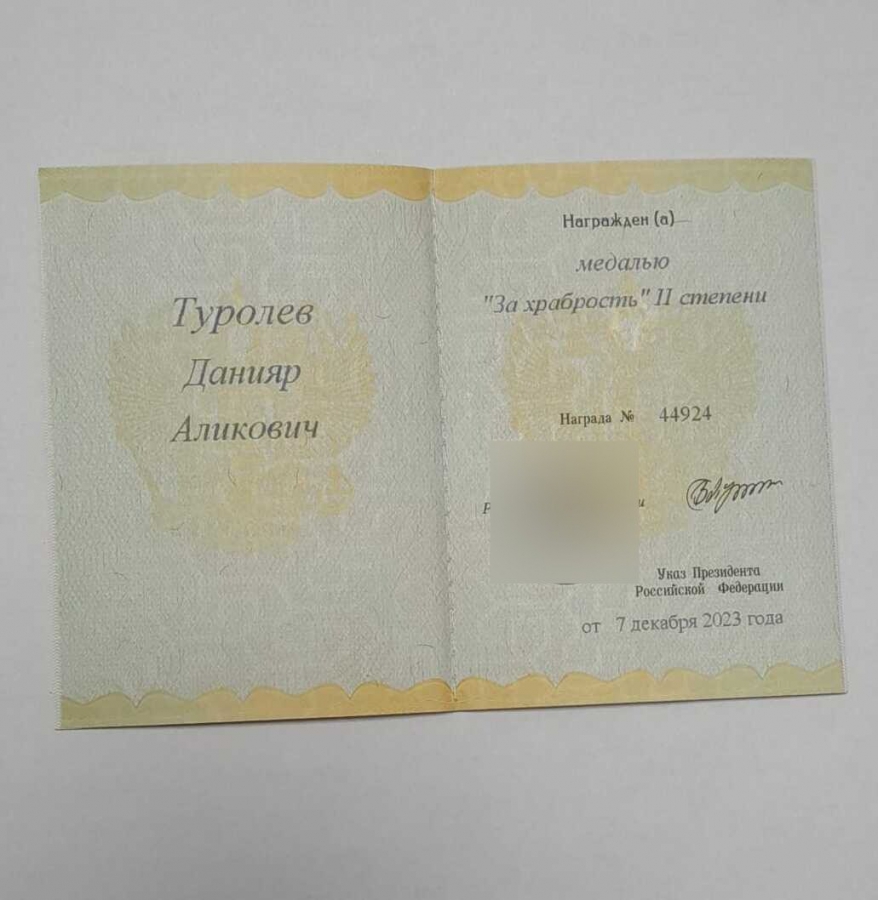 Туролев
Данияр
Аликович
Награжден (а)
медалью
"За храбрость" II степени
Награда № 44924
Указ Президента
Российской Федерации
от 7 декабря 2023 года